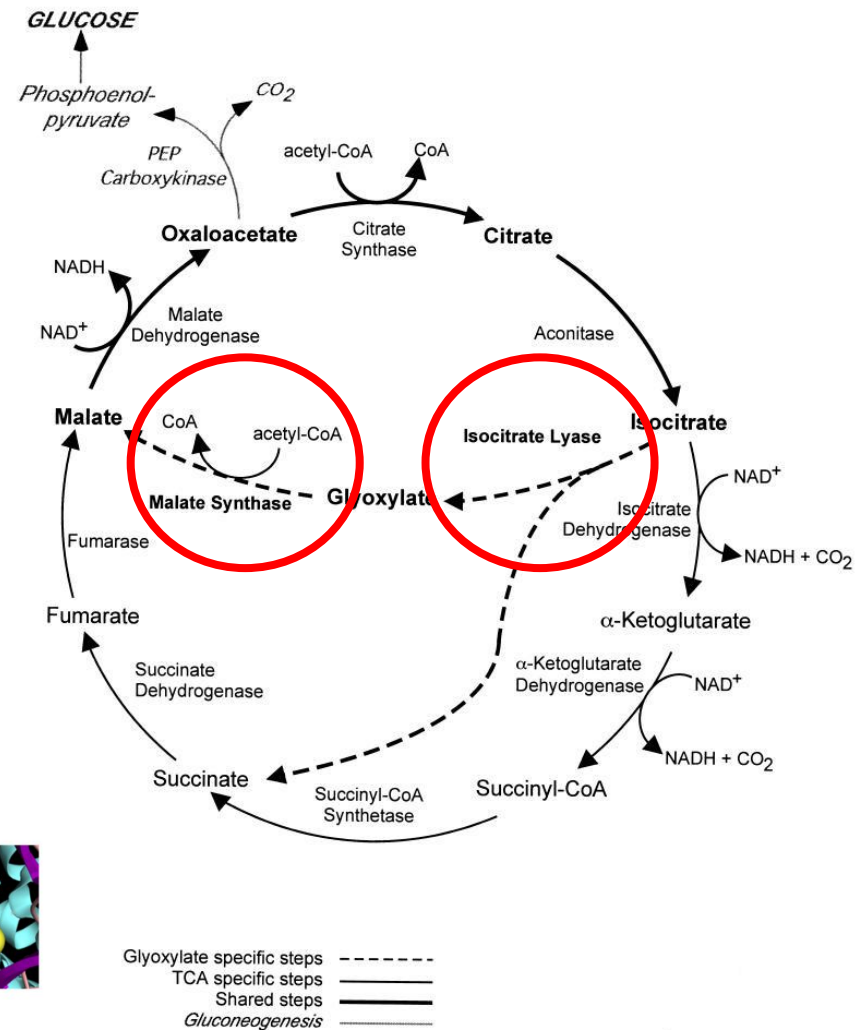 GLUCOSE
Phosphoenol-
pyruvate
CO2
PEP
Carboxykinase
acetyl-CoA
CoA
Oxaloacetate
Citrate
Synthase
Citrate
NADH
NAD+
Malate
Dehydrogenase
Aconitase
Malate
CoA
acetyl-CoA
Malate Synthase
Glyoxylate
Isocitrate Lyase
Isocitrate
NAD+
Isocitrate
Dehydrogenase
NADH + CO2
Fumarase
Fumarate
α-Ketoglutarate
Succinate
Dehydrogenase
α-Ketoglutarate
Dehydrogenase
NAD+
NADH + CO2
Succinate
Succinyl-CoA
Synthetase
Succinyl-CoA
Glyoxylate specific steps
TCA specific steps
Shared steps
Gluconeogenesis